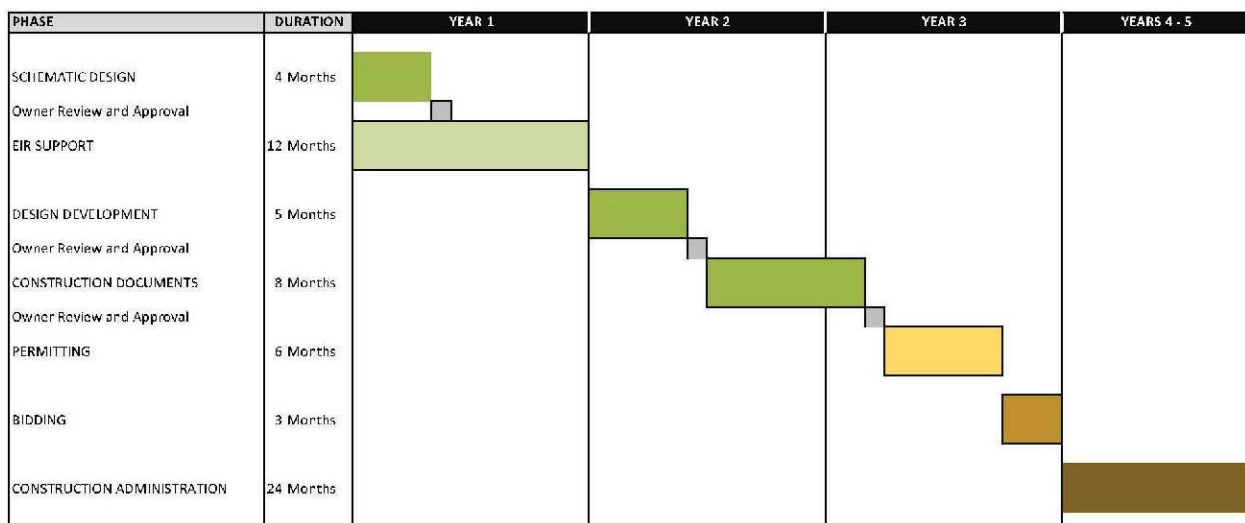 PHASE DURATION YEAR 1 YEAR 2 YEAR 3 YEARS 4 - 5
SCHEMATIC DESIGN 4 Months
Owner Review and Approval
EIR SUPPORT 12 Months
DESIGN DEVELOPMENT 5 Months
Owner Review and Approval
CONSTRUCTION DOCUMENTS 8 Months
Owner Review and Approval
PERMITTING 6 Months
BIDDING 3 Months
CONSTRUCTION ADMINISTRATION 24 Months